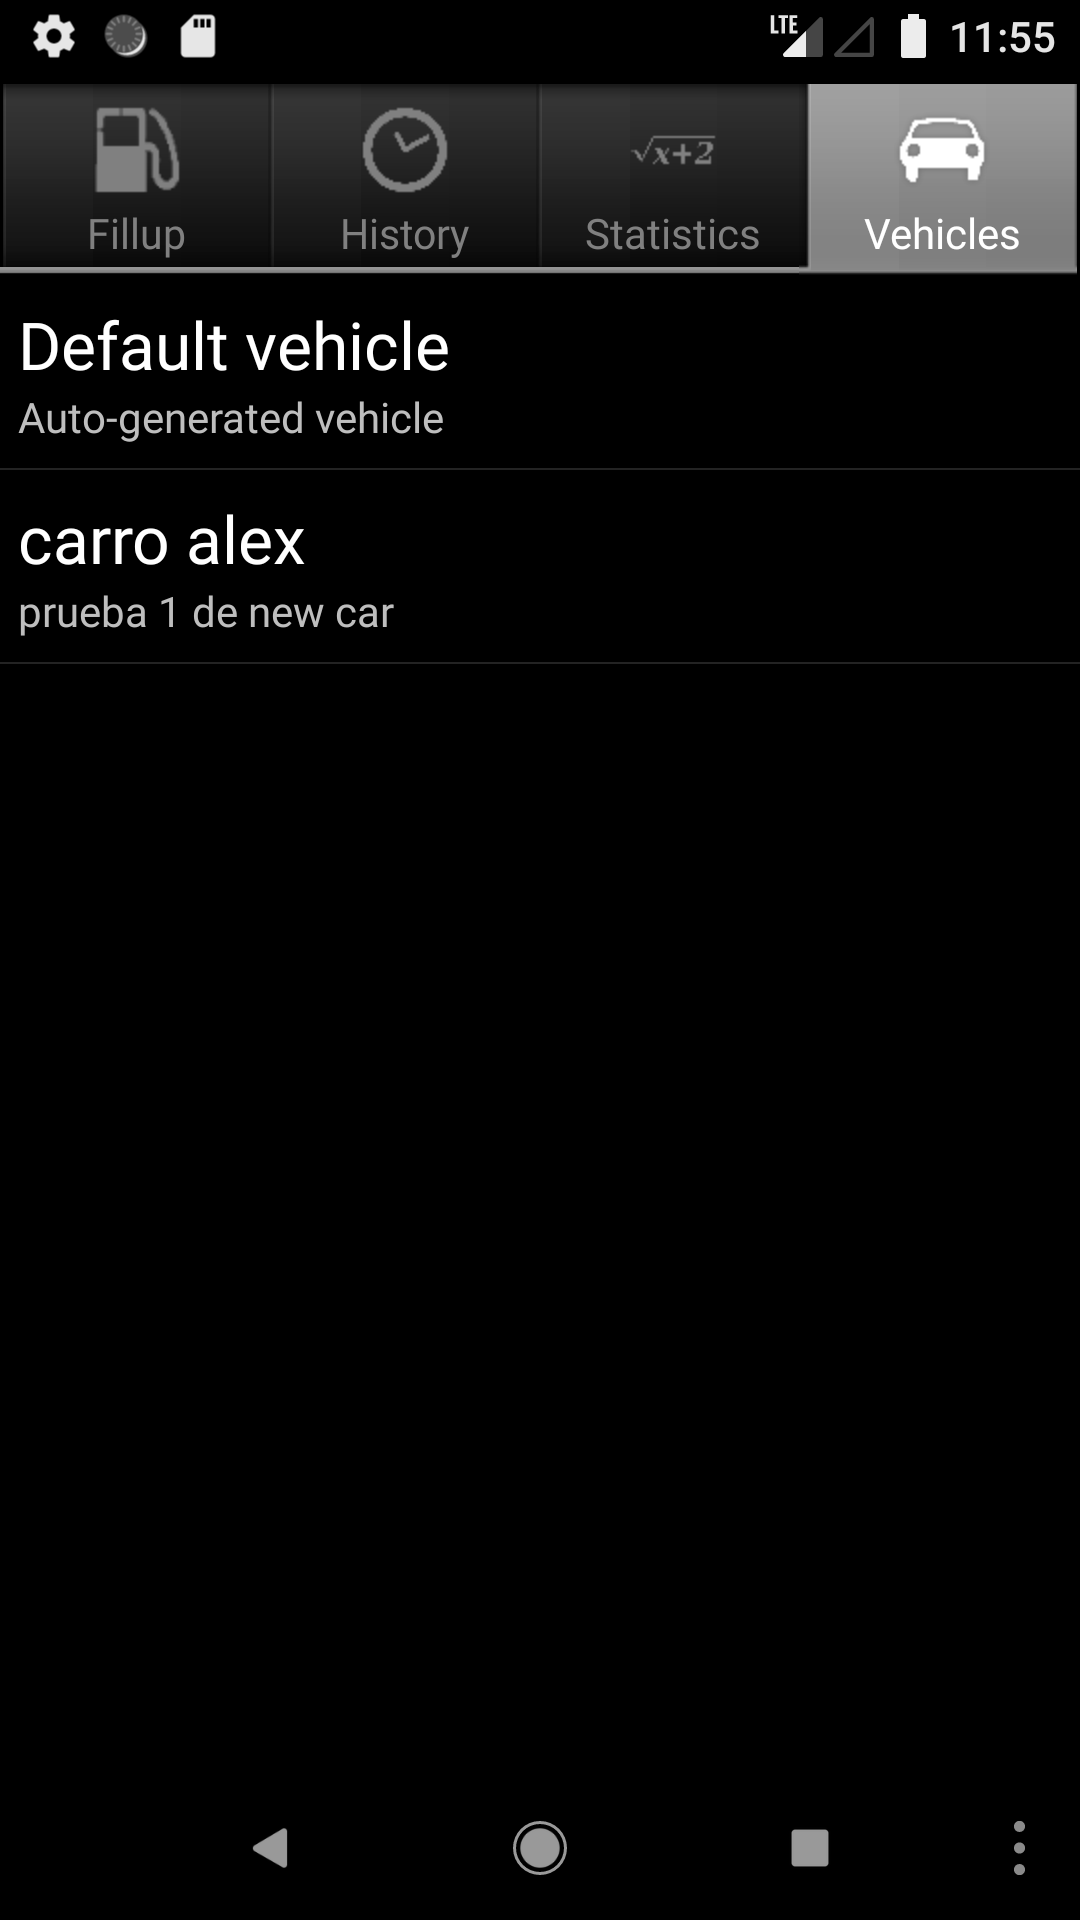 LTE 11:55
Fillup History √x+2 Statistics Vehicles
Default vehicle
Auto-generated vehicle
carro alex
prueba 1 de new car